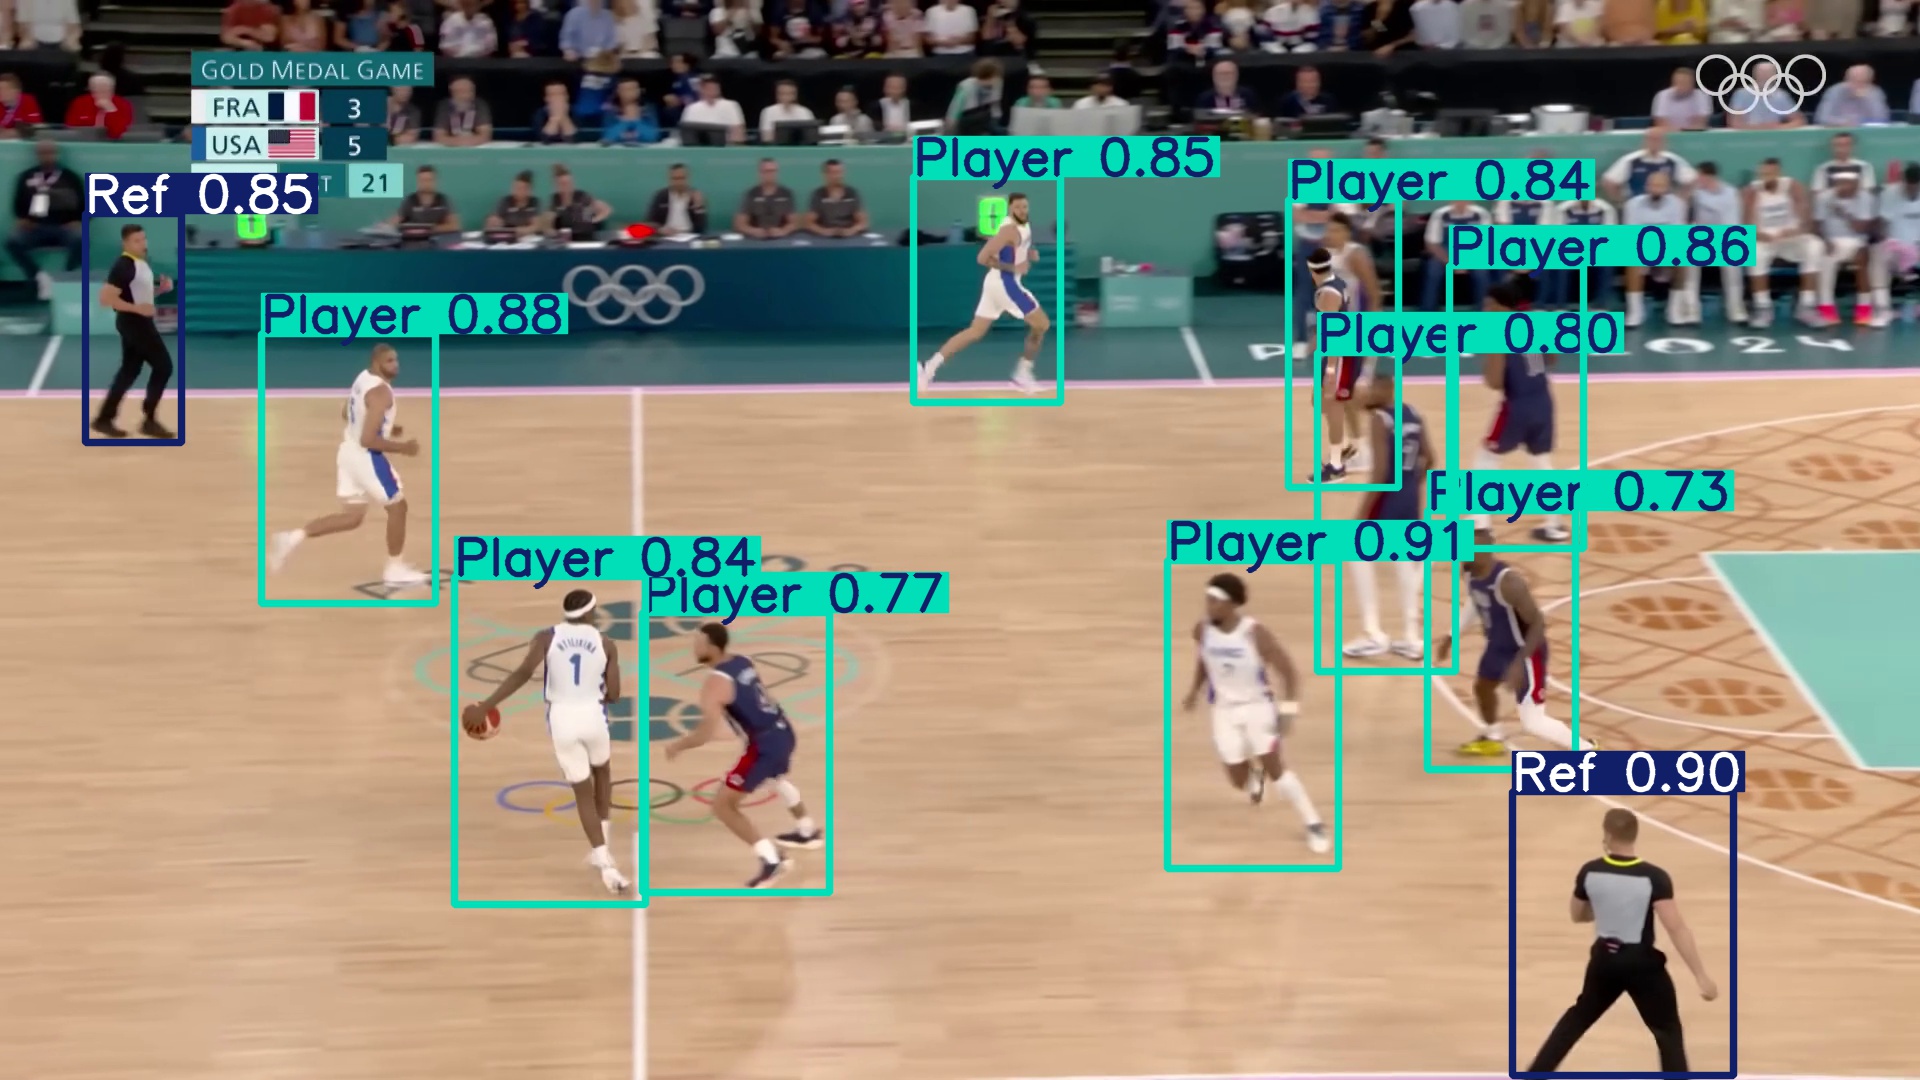 GOLD MEDAL GAME
FRA 3
USA 5
T 21
Ref 0.85
Player 0.85
Player 0.84
Player 0.86
Player 0.88
Player 0.80
2024
Player 0.73
Player 0.91
Player 0.84
Player 0.77
NTILIKINA
1
Ref 0.90